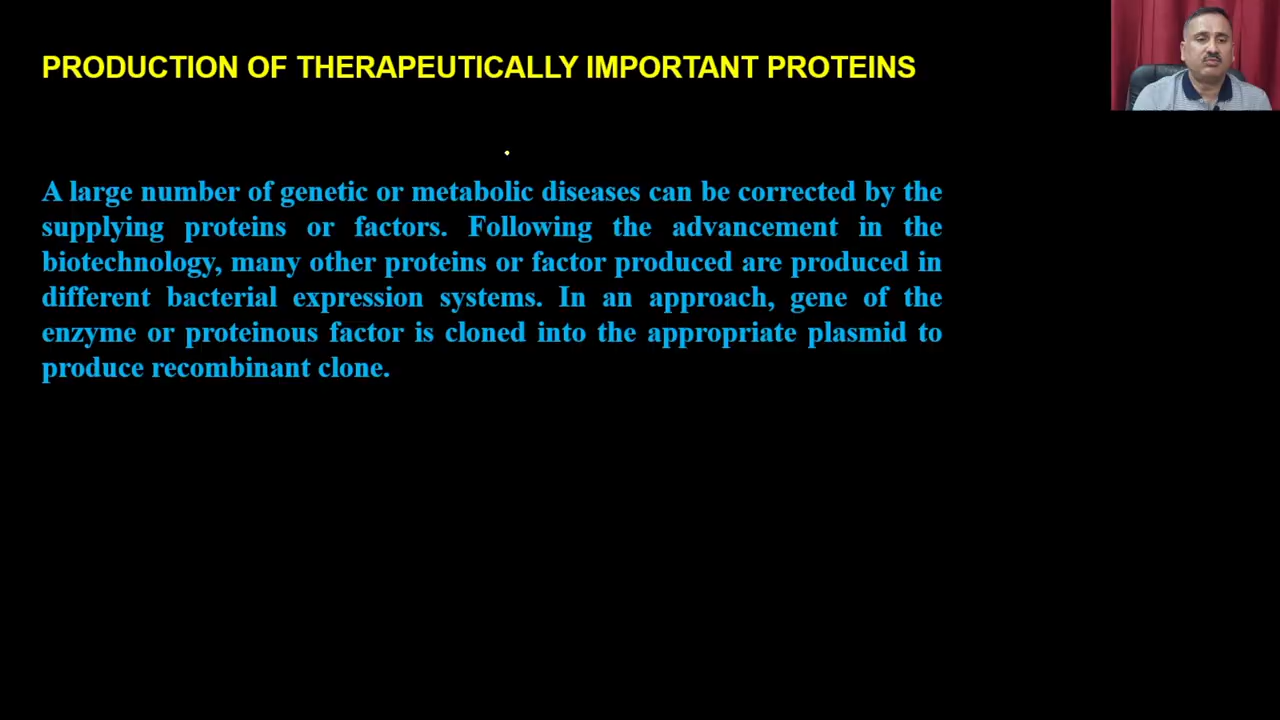 PRODUCTION OF THERAPEUTICALLY IMPORTANT PROTEINS
A large number of genetic or metabolic diseases can be corrected by the
supplying proteins or factors. Following the advancement in the
biotechnology, many other proteins or factor produced are produced in
different bacterial expression systems. In an approach, gene of the
enzyme or proteinous factor is cloned into the appropriate plasmid to
produce recombinant clone.